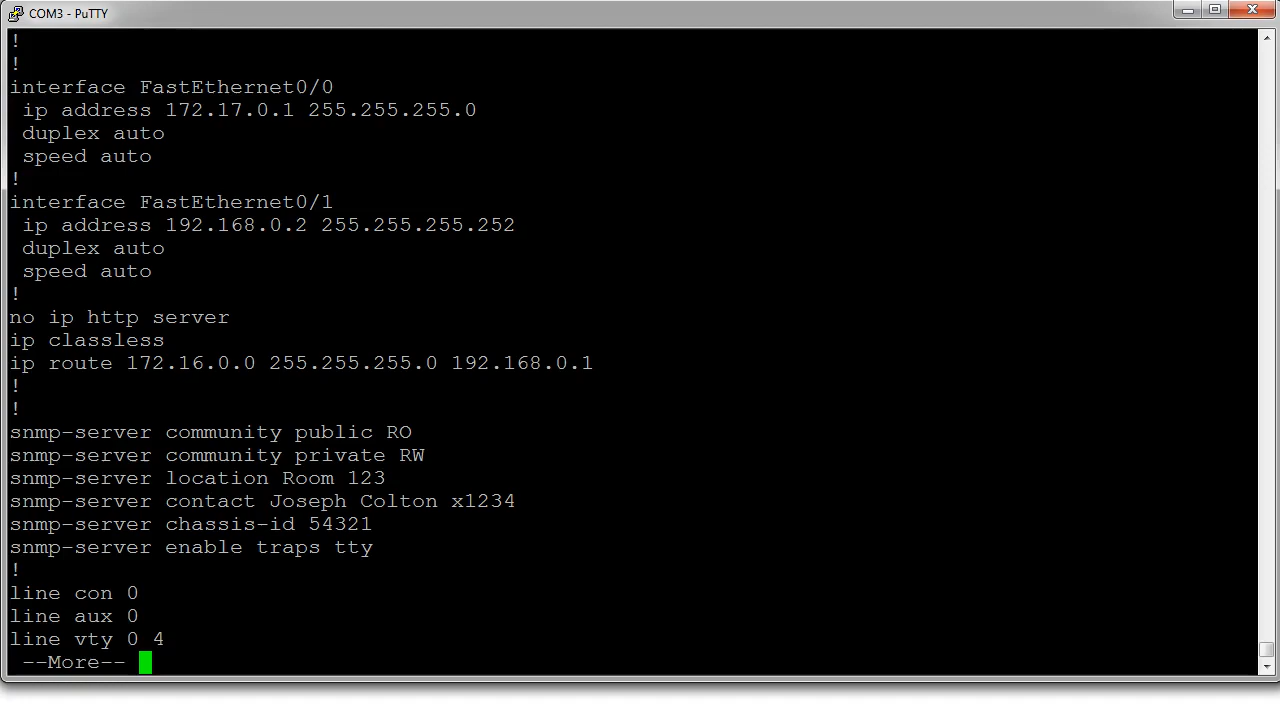 COM3 - PuTTY
!
!
interface FastEthernet0/0
 ip address 172.17.0.1 255.255.255.0
 duplex auto
 speed auto
!
interface FastEthernet0/1
 ip address 192.168.0.2 255.255.255.252
 duplex auto
 speed auto
!
no ip http server
ip classless
ip route 172.16.0.0 255.255.255.0 192.168.0.1
!
!
snmp-server community public RO
snmp-server community private RW
snmp-server location Room 123
snmp-server contact Joseph Colton x1234
snmp-server chassis-id 54321
snmp-server enable traps tty
!
line con 0
line aux 0
line vty 0 4
 --More--